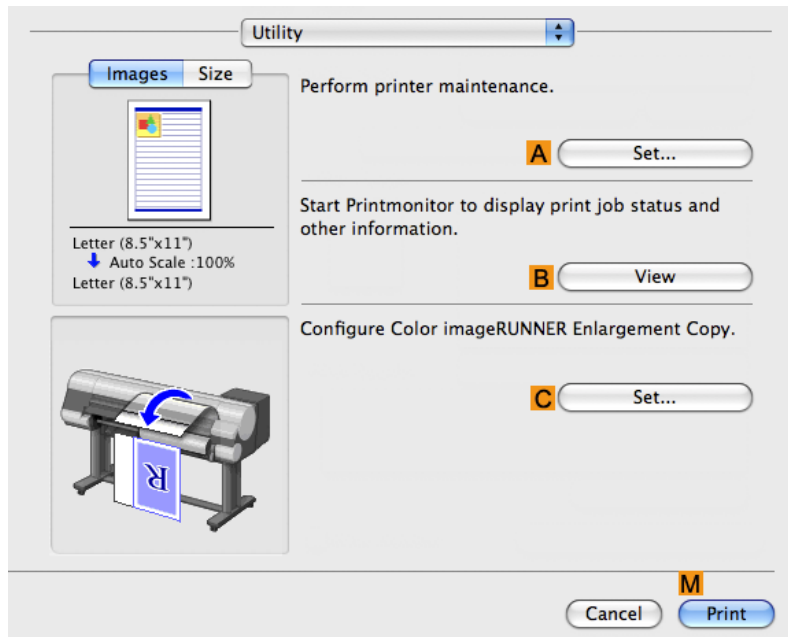 Utility
Images Size
Perform printer maintenance.
A Set...
Start Printmonitor to display print job status and
other information.
Letter (8.5"x11")
Auto Scale :100%
Letter (8.5"x11")
B View
Configure Color imageRUNNER Enlargement Copy.
C Set...
R
M
Cancel Print